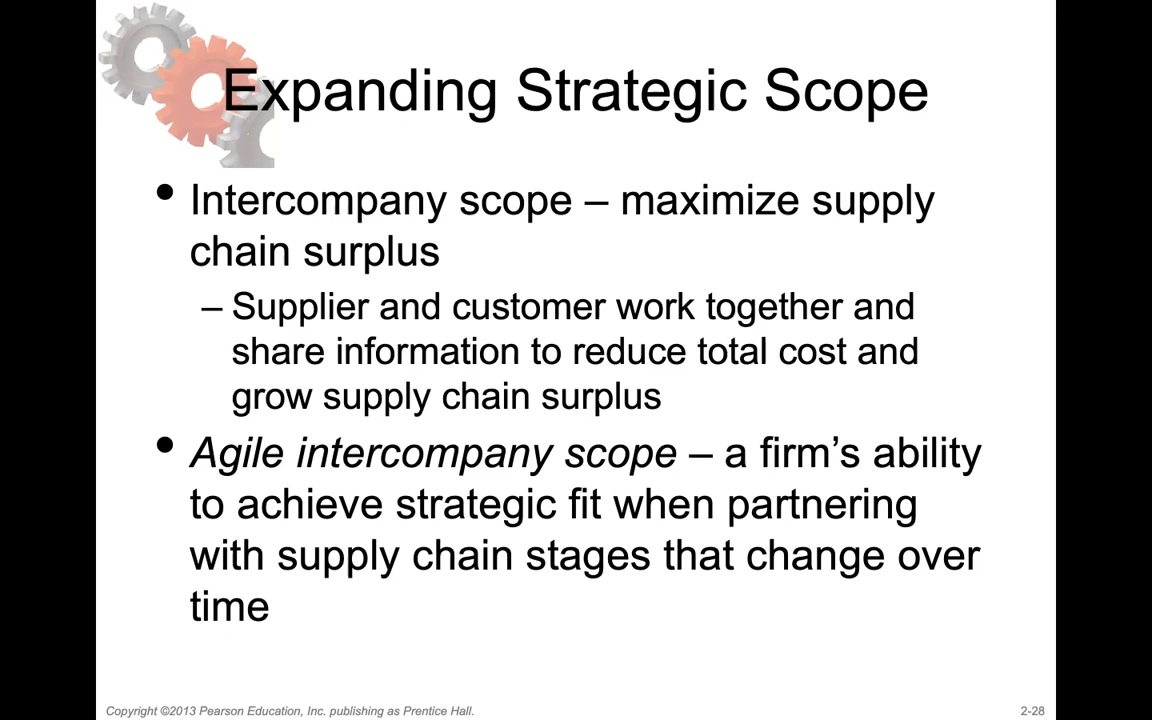 Expanding Strategic Scope
• Intercompany scope – maximize supply
chain surplus
– Supplier and customer work together and
share information to reduce total cost and
grow supply chain surplus
• Agile intercompany scope – a firm’s ability
to achieve strategic fit when partnering
with supply chain stages that change over
time
Copyright ©2013 Pearson Education, Inc. publishing as Prentice Hall.
2-28